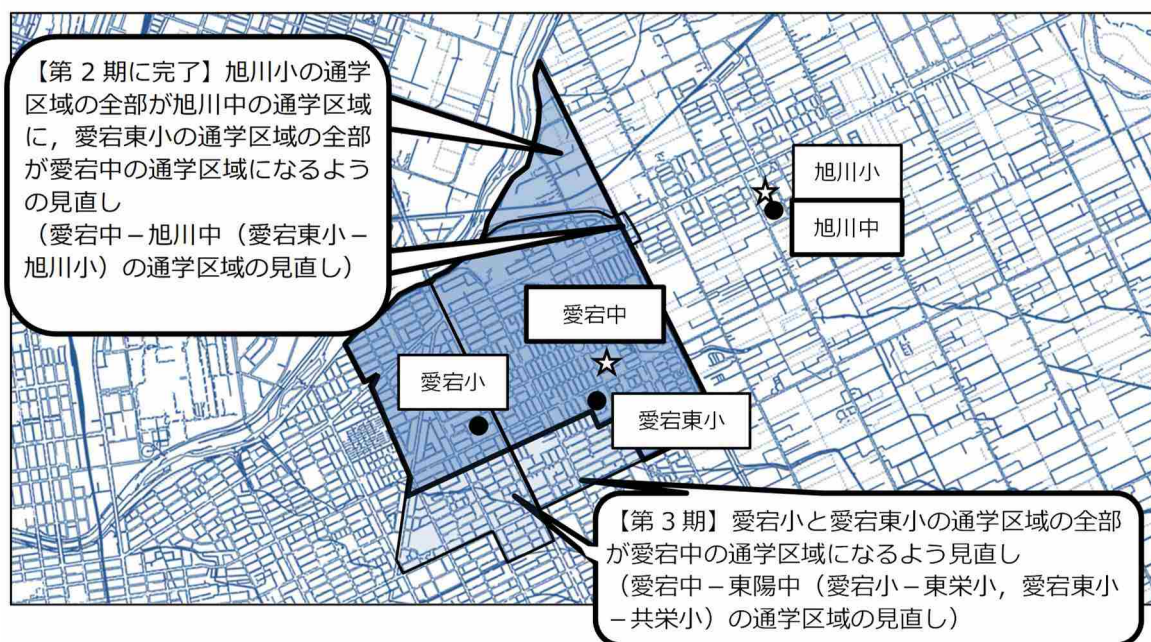 【第２期に完了】旭川小の通学
区域の全部が旭川中の通学区域
に，愛宕東小の通学区域の全部
が愛宕中の通学区域になるよう
の見直し
（愛宕中－旭川中（愛宕東小－
旭川小）の通学区域の見直し）
旭川小
旭川中
愛宕中
愛宕小
愛宕東小
【第３期】愛宕小と愛宕東小の通学区域の全部
が愛宕中の通学区域になるよう見直し
（愛宕中－東陽中（愛宕小－東栄小，愛宕東小
－共栄小）の通学区域の見直し）